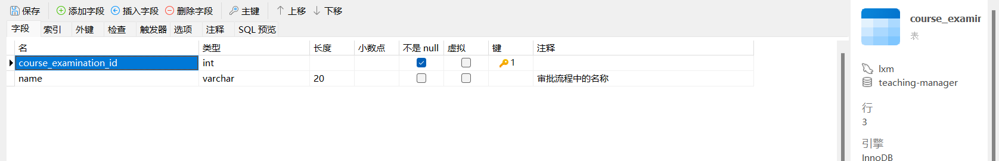 保存 添加字段 插入字段 删除字段 主键 上移 下移
字段 索引 外键 检查 触发器 选项 注释 SQL 预览
名 类型 长度 小数点 不是 null 虚拟 键 注释
course_examination_id int 1
name varchar 20 审批流程中的名称
course_examin
表
lxm
teaching-manager
行
3
引擎
InnoDB